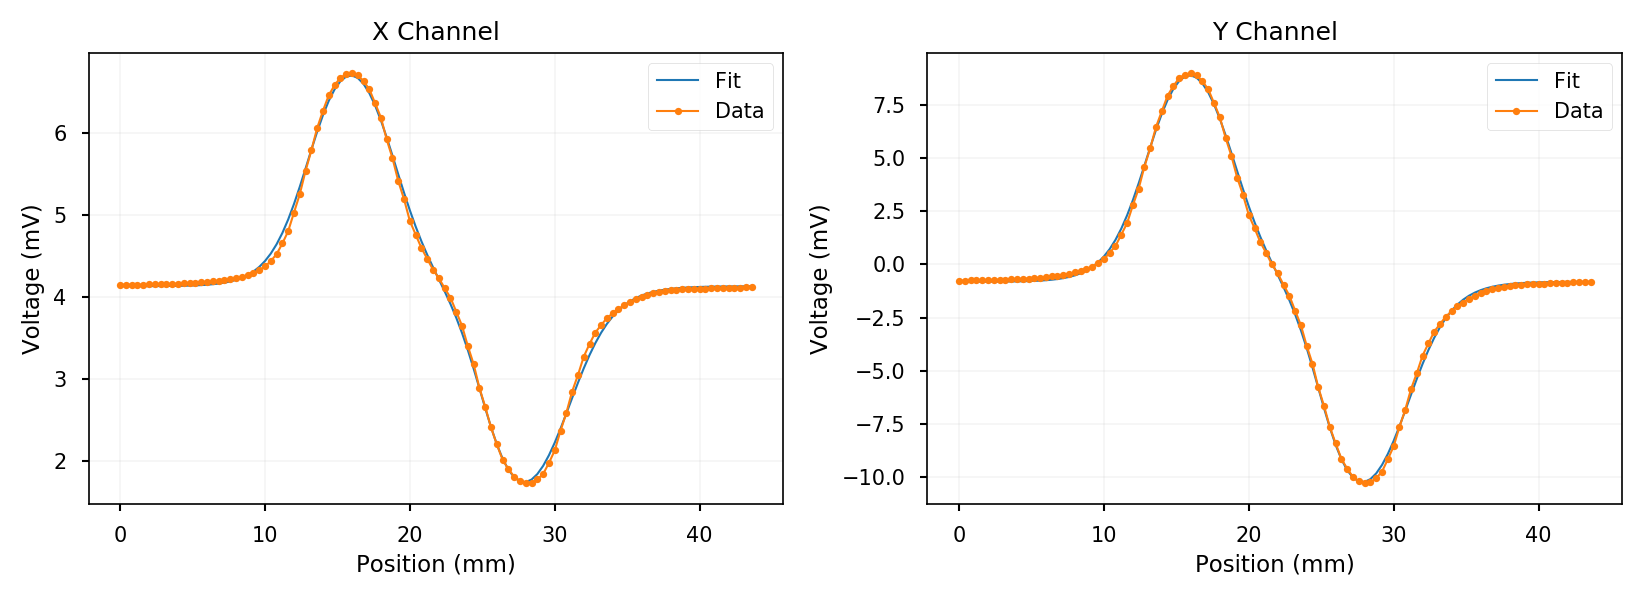 X Channel
Voltage (mV)
6
5
4
3
2
0
10
20
30
40
Position (mm)
Fit
Data
Y Channel
Voltage (mV)
7.5
5.0
2.5
0.0
−2.5
−5.0
−7.5
−10.0
0
10
20
30
40
Position (mm)
Fit
Data